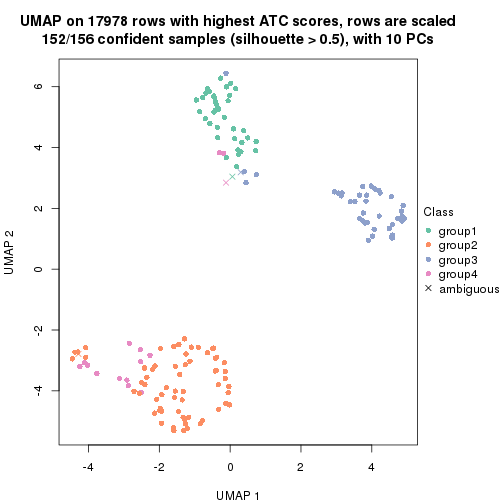 UMAP on 17978 rows with highest ATC scores, rows are scaled
152/156 confident samples (silhouette > 0.5), with 10 PCs
6
4
2
0
-2
-4
UMAP 2
-4
-2
0
2
4
UMAP 1
Class
group1
group2
group3
group4
ambiguous